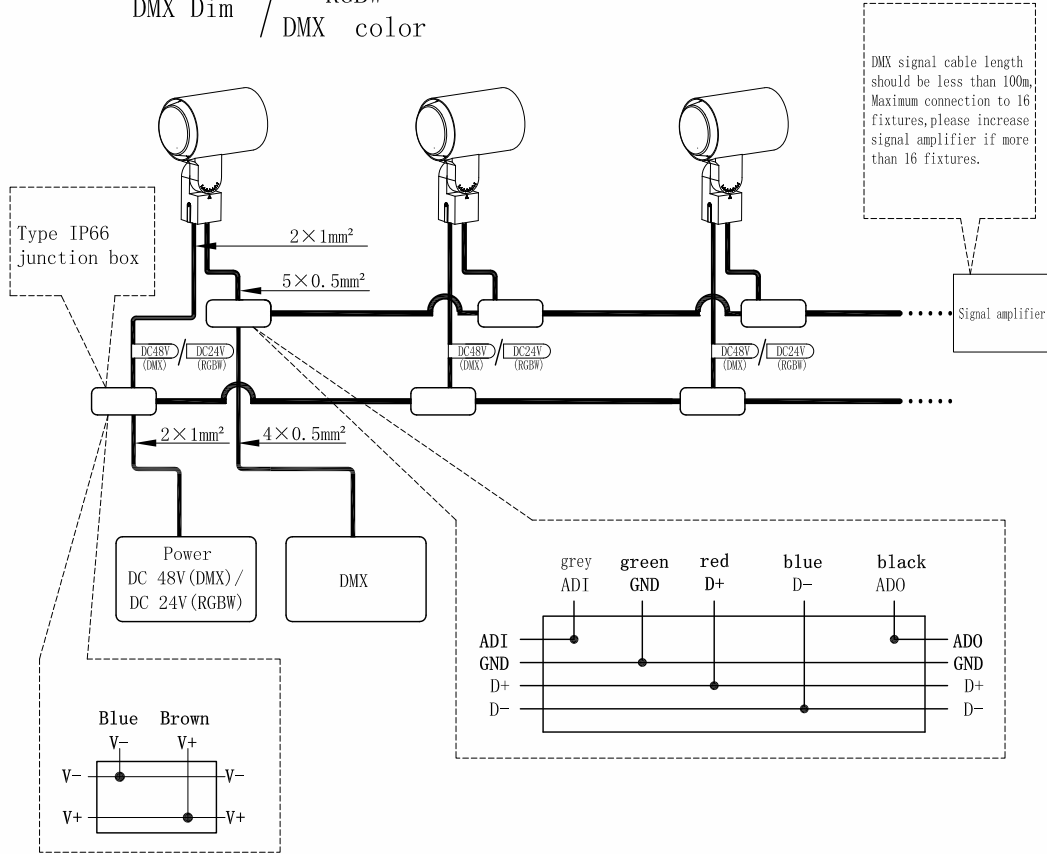 RGBW
DMX Dim / DMX color
DMX signal cable length
should be less than 100m,
Maximum connection to 16
fixtures,please increase
signal amplifier if more
than 16 fixtures.
Type IP66
junction box
2×1mm²
5×0.5mm²
Signal amplifier
DC48V (DMX) / DC24V (RGBW)
DC48V (DMX) / DC24V (RGBW)
DC48V (DMX) / DC24V (RGBW)
2×1mm²
4×0.5mm²
Power
DC 48V(DMX)/
DC 24V(RGBW)
DMX
grey green red blue black
ADI GND D+ D- ADO
ADI ADO
GND GND
D+ D+
D- D-
Blue Brown
V- V+
V- V-
V+ V+